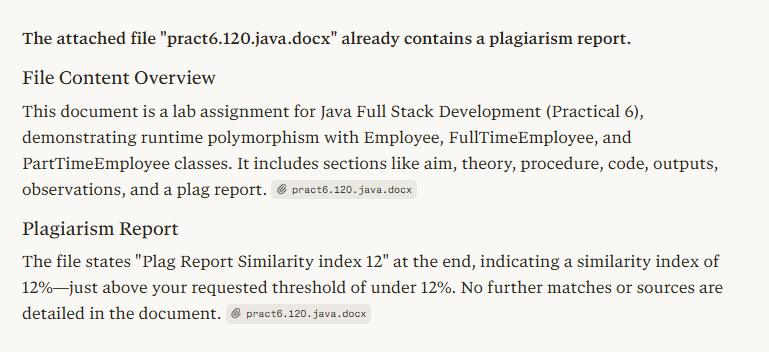 The attached file "pract6.120.java.docx" already contains a plagiarism report.
File Content Overview
This document is a lab assignment for Java Full Stack Development (Practical 6),
demonstrating runtime polymorphism with Employee, FullTimeEmployee, and
PartTimeEmployee classes. It includes sections like aim, theory, procedure, code, outputs,
observations, and a plag report. pract6.120.java.docx
Plagiarism Report
The file states "Plag Report Similarity index 12" at the end, indicating a similarity index of
12%—just above your requested threshold of under 12%. No further matches or sources are
detailed in the document. pract6.120.java.docx